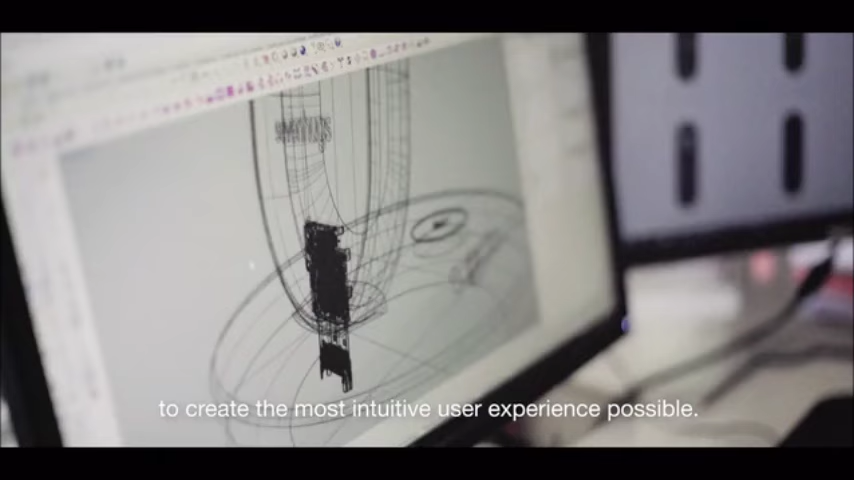 to create the most intuitive user experience possible.